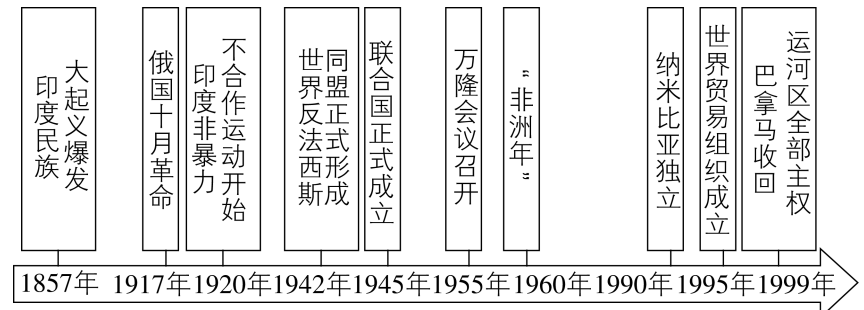 印度民族
大起义爆发
俄国十月革命
印度非暴力
不合作运动开始
世界反法西斯
同盟正式形成
联合国正式成立
万隆会议召开
“非洲年”
纳米比亚独立
世界贸易组织成立
巴拿马收回
运河区全部主权
1857年 1917年 1920年 1942年 1945年 1955年 1960年 1990年 1995年 1999年